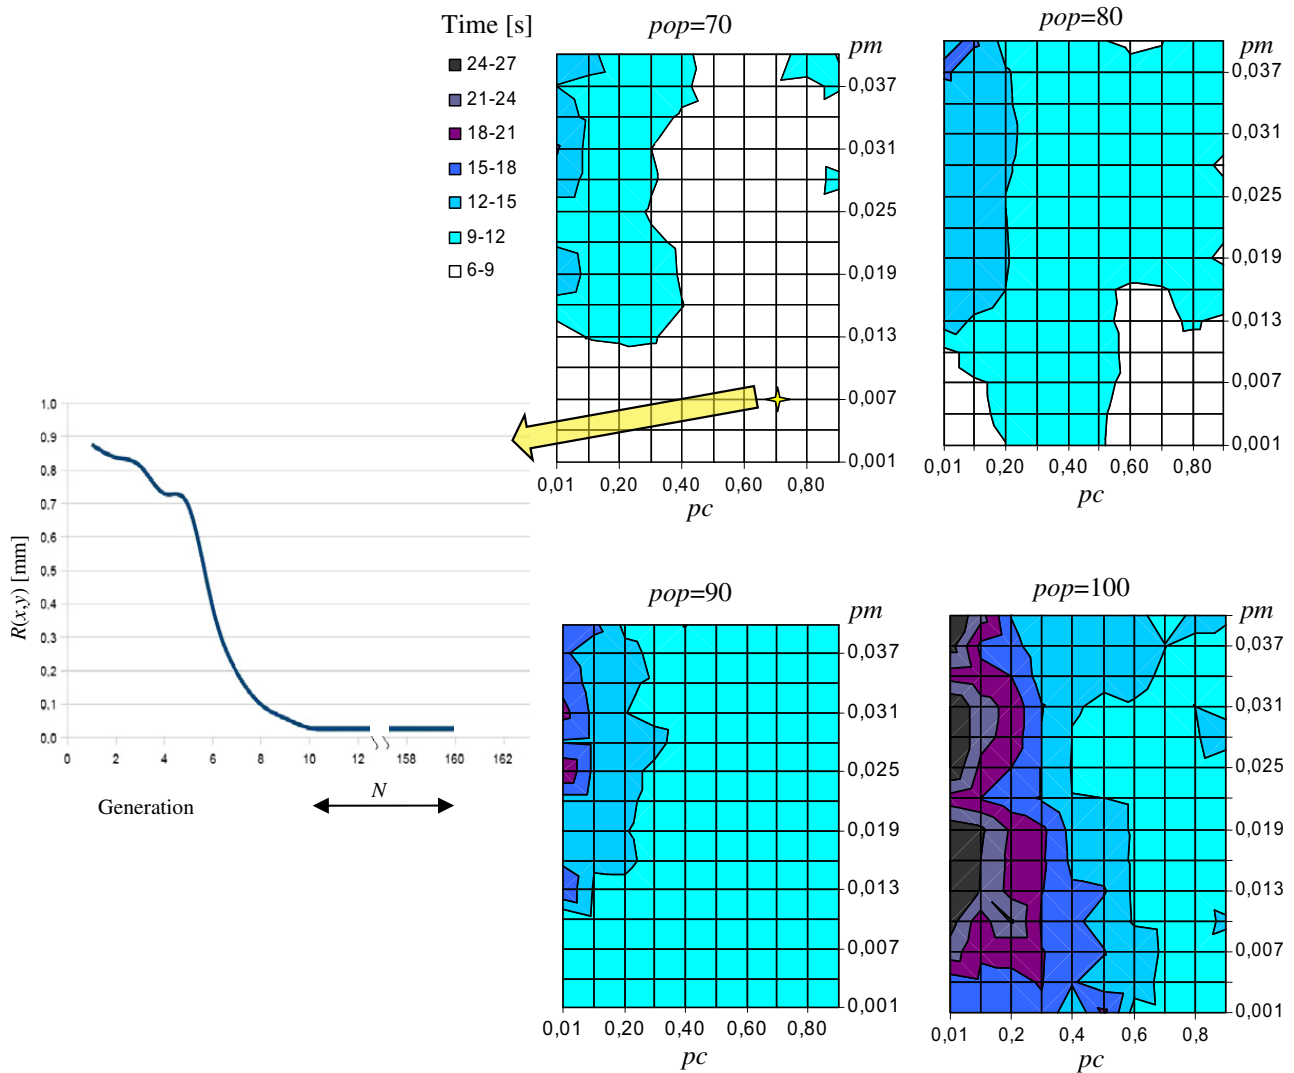 Time [s]
24-27
21-24
18-21
15-18
12-15
9-12
6-9
pop=70
pm
0,037
0,031
0,025
0,019
0,013
0,007
0,001
0,01 0,20 0,40 0,60 0,80
pc
pop=80
pm
0,037
0,031
0,025
0,019
0,013
0,007
0,001
0,01 0,20 0,40 0,60 0,80
pc
1.0
0.9
0.8
0.7
0.6
0.5
0.4
0.3
0.2
0.1
0.0
R(x,y) [mm]
0 2 4 6 8 10 12 158 160 162
Generation
N
pop=90
pm
0,037
0,031
0,025
0,019
0,013
0,007
0,001
0,01 0,20 0,40 0,60 0,80
pc
pop=100
pm
0,037
0,031
0,025
0,019
0,013
0,007
0,001
0,01 0,2 0,4 0,6 0,8
pc